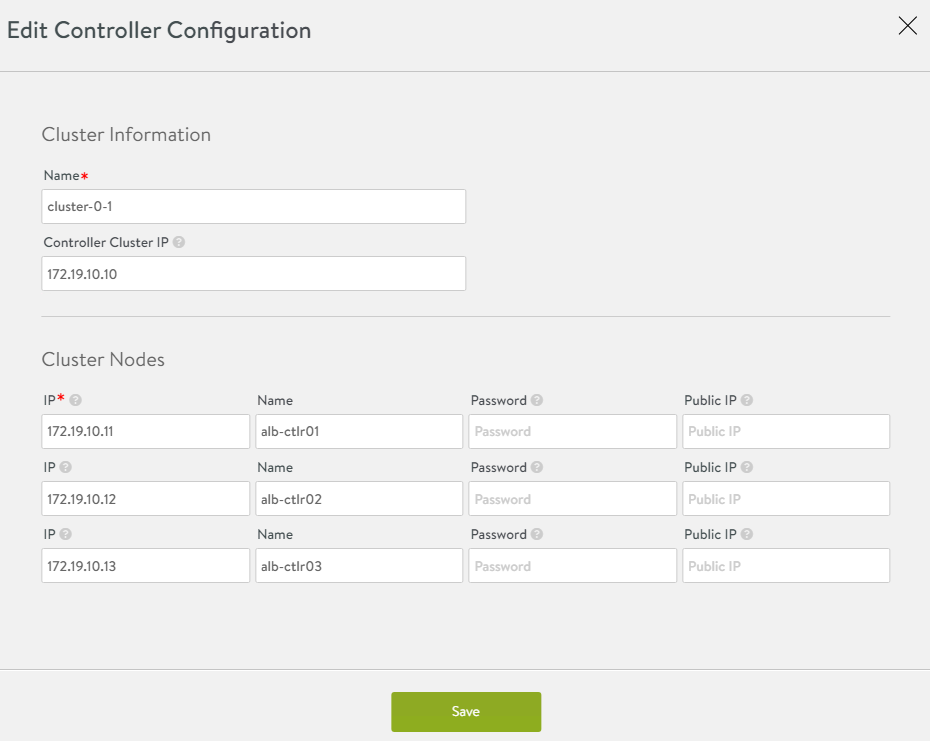 Edit Controller Configuration
Cluster Information
Name*
cluster-0-1
Controller Cluster IP ?
172.19.10.10
Cluster Nodes
IP* ? Name Password ? Public IP ?
172.19.10.11 alb-ctlr01 Password Public IP
IP ? Name Password ? Public IP ?
172.19.10.12 alb-ctlr02 Password Public IP
IP ? Name Password ? Public IP ?
172.19.10.13 alb-ctlr03 Password Public IP
Save